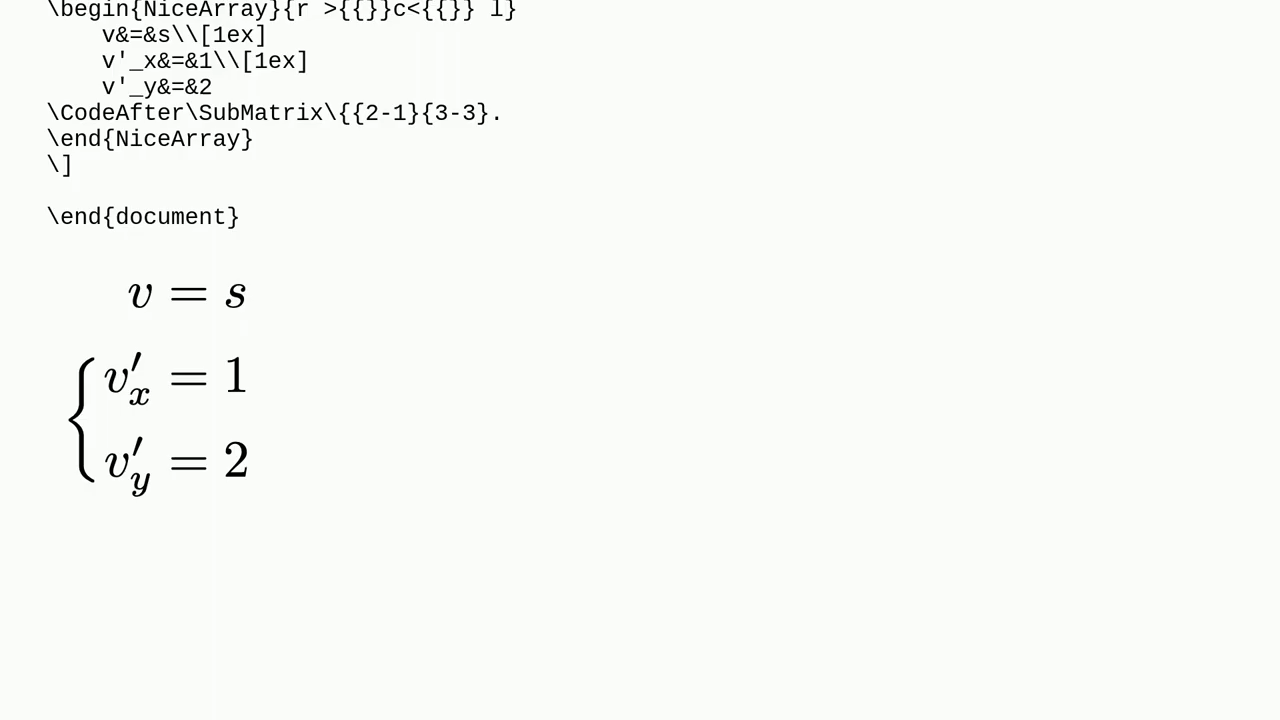 \begin{NiceArray}{r >{{}}c<{{}} l}
    v&=&s\\[1ex]
    v'_x&=&1\\[1ex]
    v'_y&=&2
\CodeAfter\SubMatrix\{{2-1}{3-3}.
\end{NiceArray}
\]

\end{document}
v = s
v′_x = 1
v′_y = 2